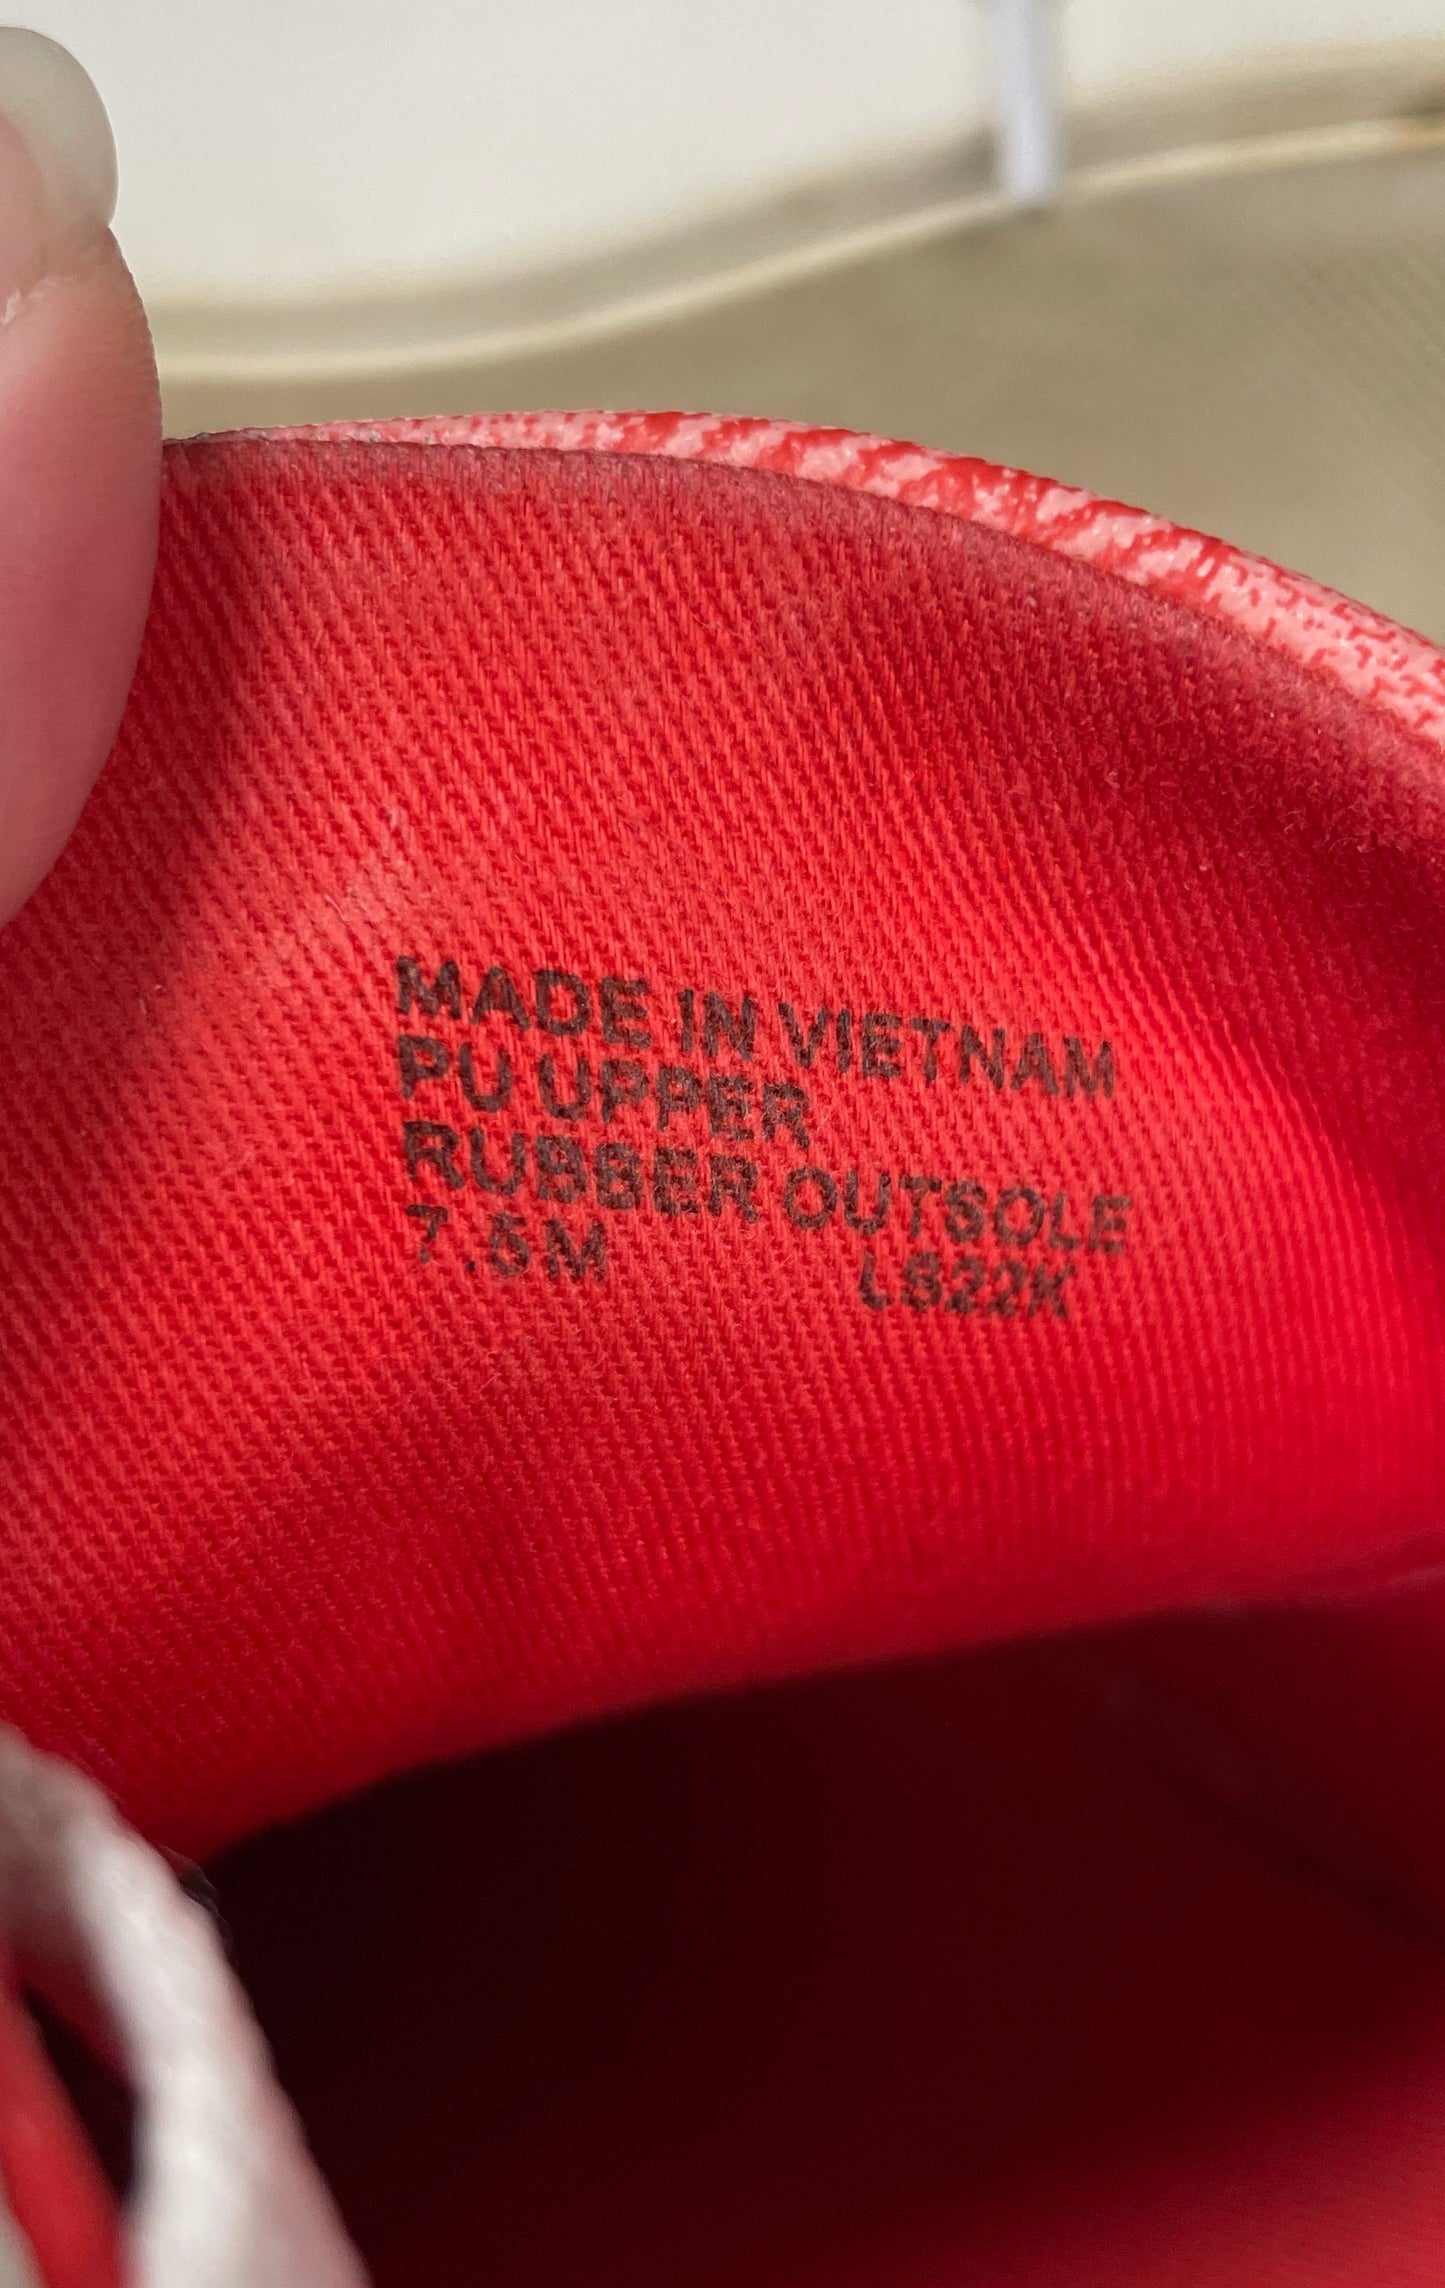 MADE IN VIETNAM
PU UPPER
RUBBER OUTSOLE
7.5M LS22K